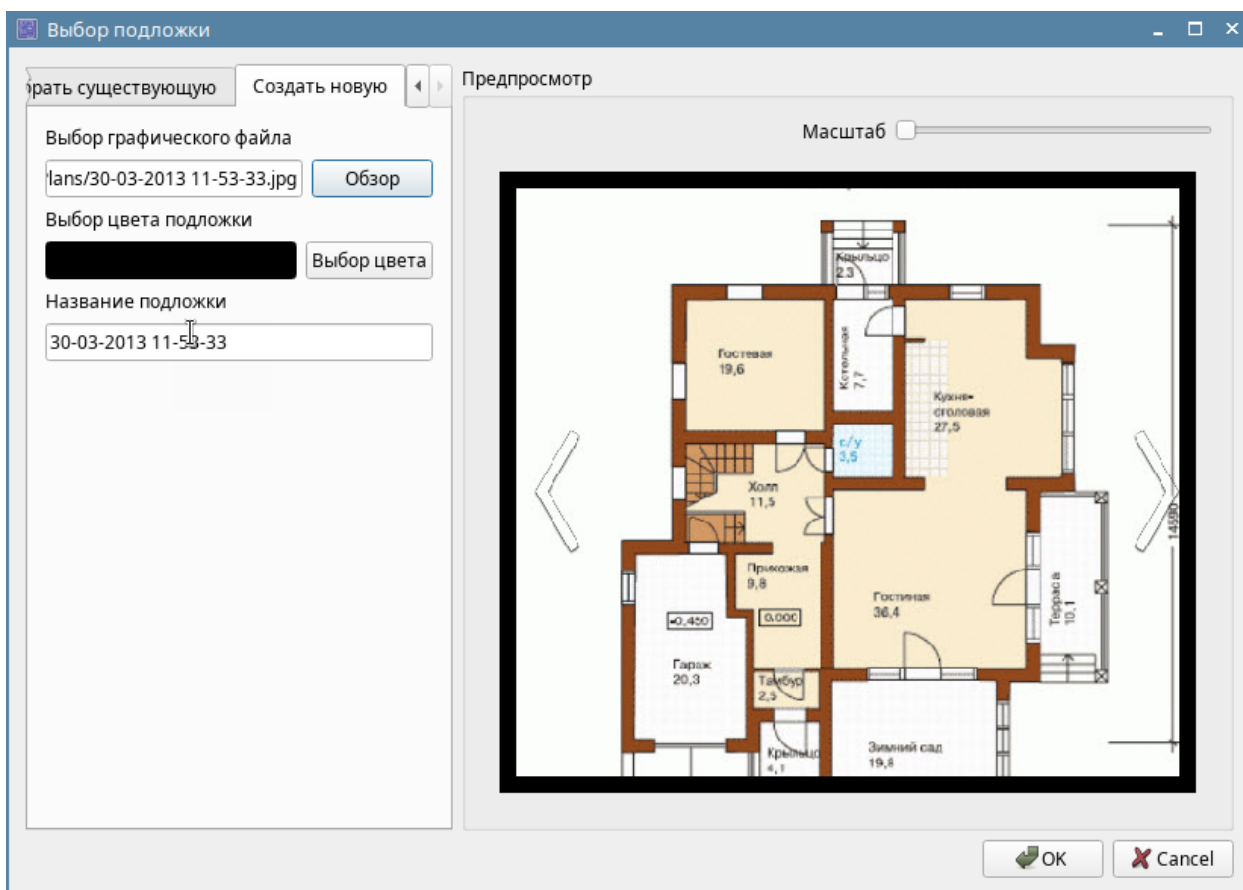 Выбор подложки
рать существующую
Создать новую
Предпросмотр
Выбор графического файла
lans/30-03-2013 11-53-33.jpg
Обзор
Выбор цвета подложки
Выбор цвета
Название подложки
30-03-2013 11-53-33
Масштаб
Крыльцо
2.3
Гостевая
19,6
Котельная
7,7
Кухня-
столовая
27,5
с/у
3,5
Холл
11,5
14590
Прихожая
9,8
0.000
-0,450
Гостиная
36,4
Терраса
10,1
Гараж
20,3
Тамбур
2,5
Крыльцо
4,1
Зимний сад
19,8
OK
Cancel